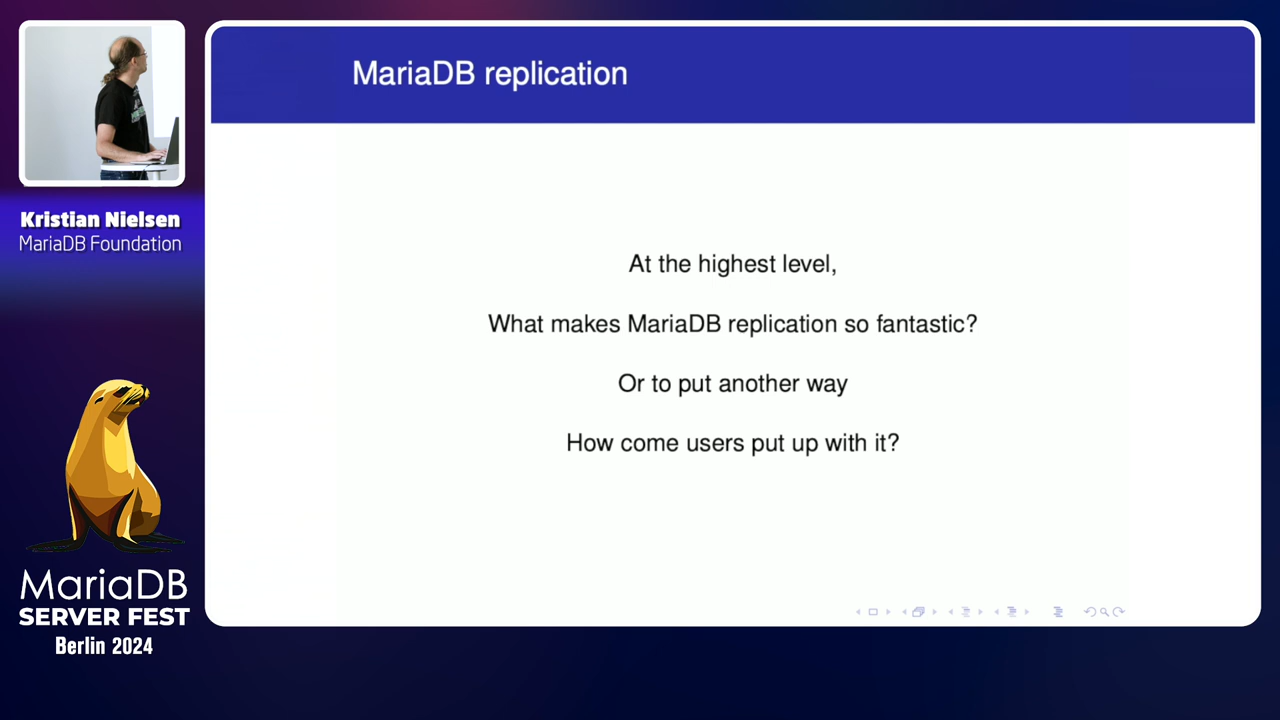 MariaDB replication
Kristian Nielsen
MariaDB Foundation
At the highest level,
What makes MariaDB replication so fantastic?
Or to put another way
How come users put up with it?
MariaDB
SERVER FEST
Berlin 2024